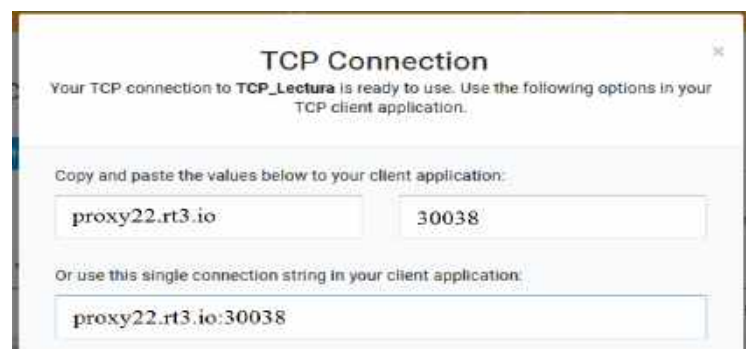 TCP Connection
×
Your TCP connection to TCP_Lectura is ready to use. Use the following options in your
TCP client application.
Copy and paste the values below to your client application:
proxy22.rt3.io 30038
Or use this single connection string in your client application:
proxy22.rt3.io:30038